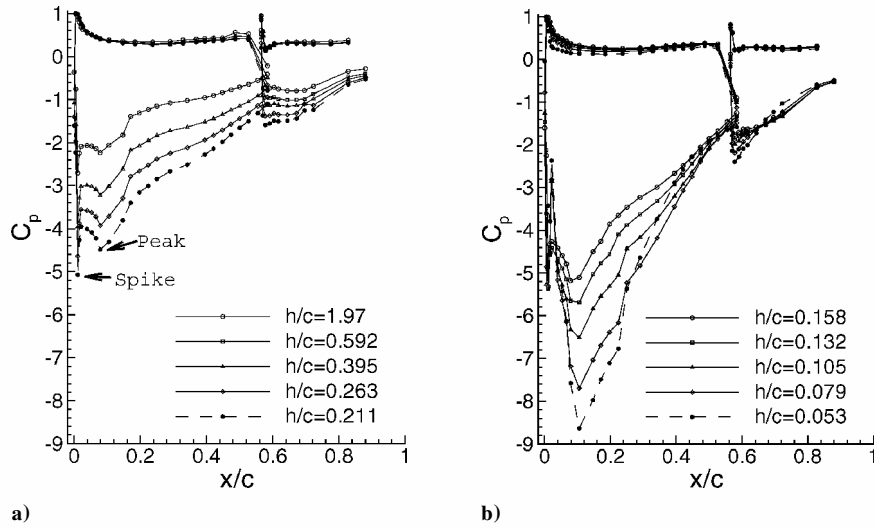 1
0
-1
-2
-3
-4
-5
-6
-7
-8
-9
Cp
Peak
Spike
h/c=1.97
h/c=0.592
h/c=0.395
h/c=0.263
h/c=0.211
0 0.2 0.4 0.6 0.8 1
x/c
a)
1
0
-1
-2
-3
-4
-5
-6
-7
-8
-9
Cp
h/c=0.158
h/c=0.132
h/c=0.105
h/c=0.079
h/c=0.053
0 0.2 0.4 0.6 0.8 1
x/c
b)